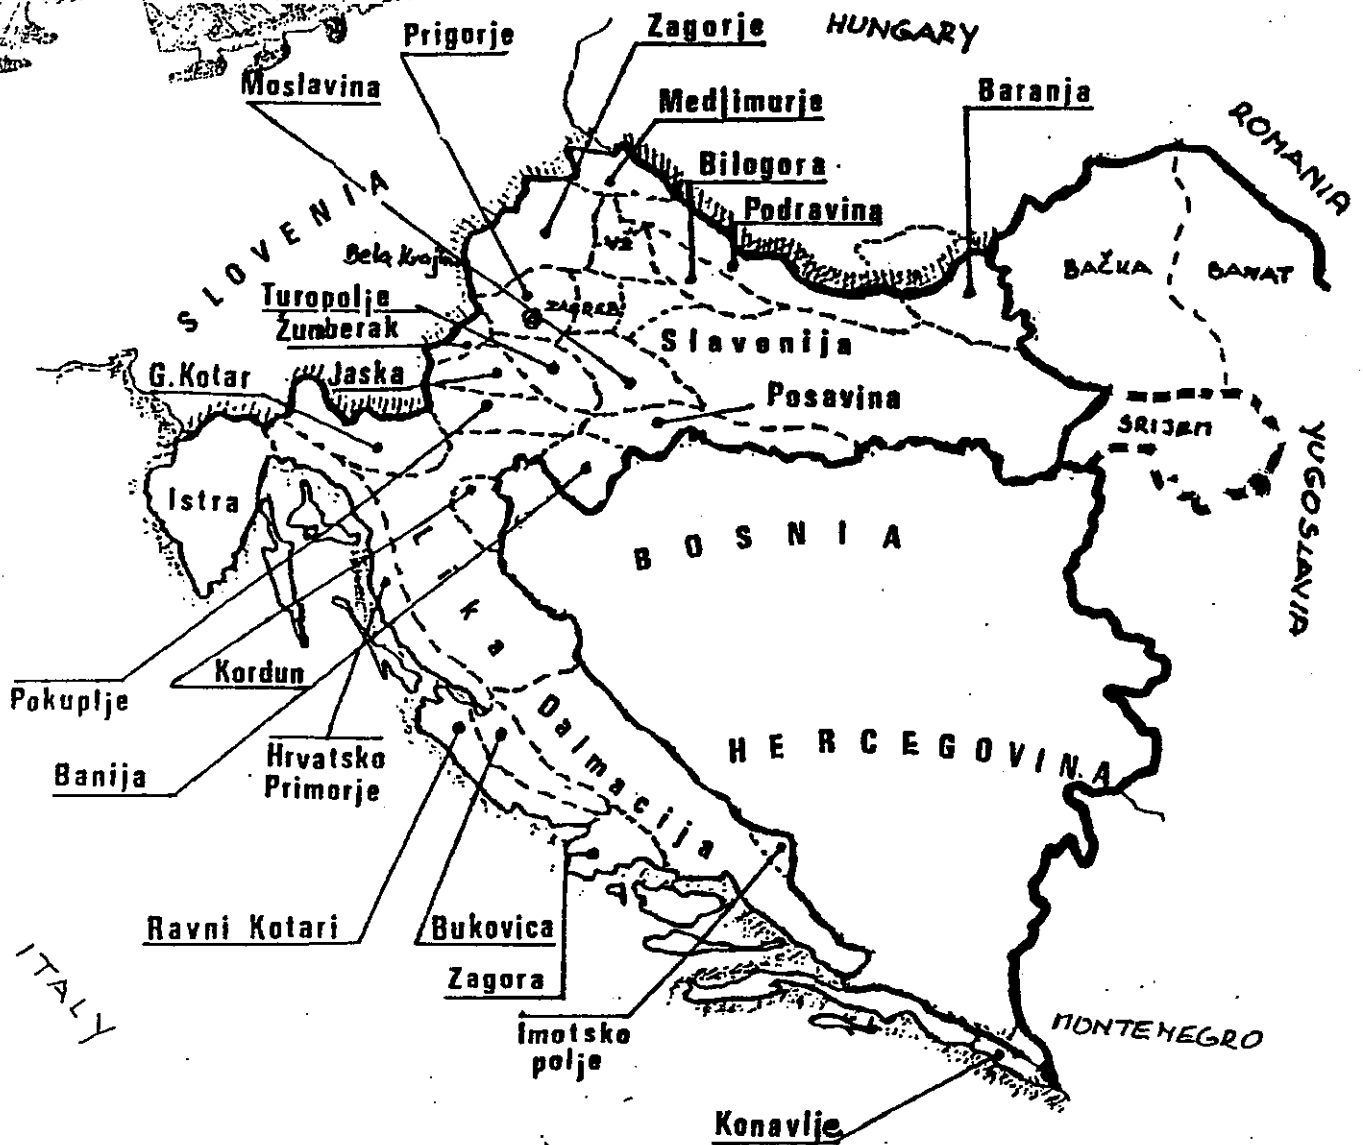 HUNGARY
Prigorje
Zagorje
Moslavina
Medjimurje
Baranja
ROMANIA
Bilogora
Podravina
SLOVENIA
VZ
Bela Krajina
BAČKA
BANAT
Turopolje
ZAGREB
Žumberak
Slavonija
G.Kotar
Jaska
Posavina
SRIJEM
YUGOSLAVIA
Istra
BOSNIA
Lika
Kordun
Pokuplje
Dalmacija
HERCEGOVINA
Hrvatsko
Primorje
Banija
Ravni Kotari
Bukovica
Zagora
ITALY
Imotsko
polje
MONTENEGRO
Konavlje